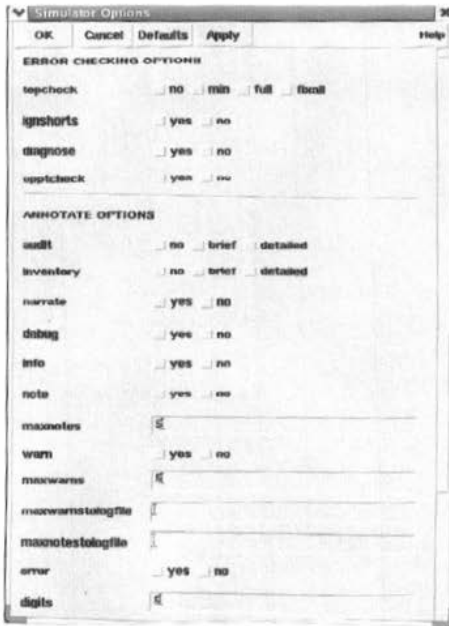 Simulator Options
OK Cancel Defaults Apply Help
ERROR CHECKING OPTIONS
topcheck no min full fixall
ignshorts yes no
diagnose yes no
opptcheck yes no
ANNOTATE OPTIONS
audit no brief detailed
inventory no brief detailed
narrate yes no
debug yes no
info yes no
note yes no
maxnotes 5
warn yes no
maxwarns 5
maxwarnstologfile
maxnotestologfile
error yes no
digits 5